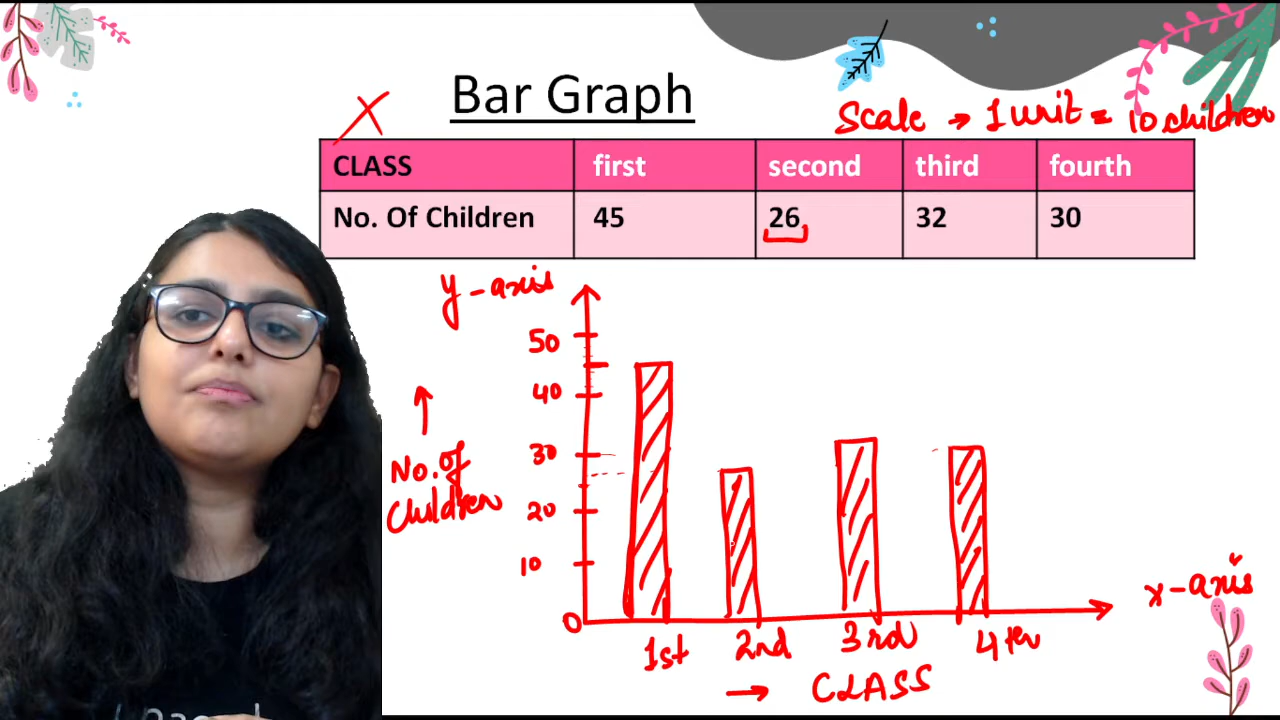 Bar Graph
X
Scale → 1 unit = 10 children
CLASS first second third fourth
No. Of Children 45 26 32 30
y-axis
50
40
30
20
10
0
No. of
Children
1st 2nd 3rd 4th
x-axis
→ CLASS